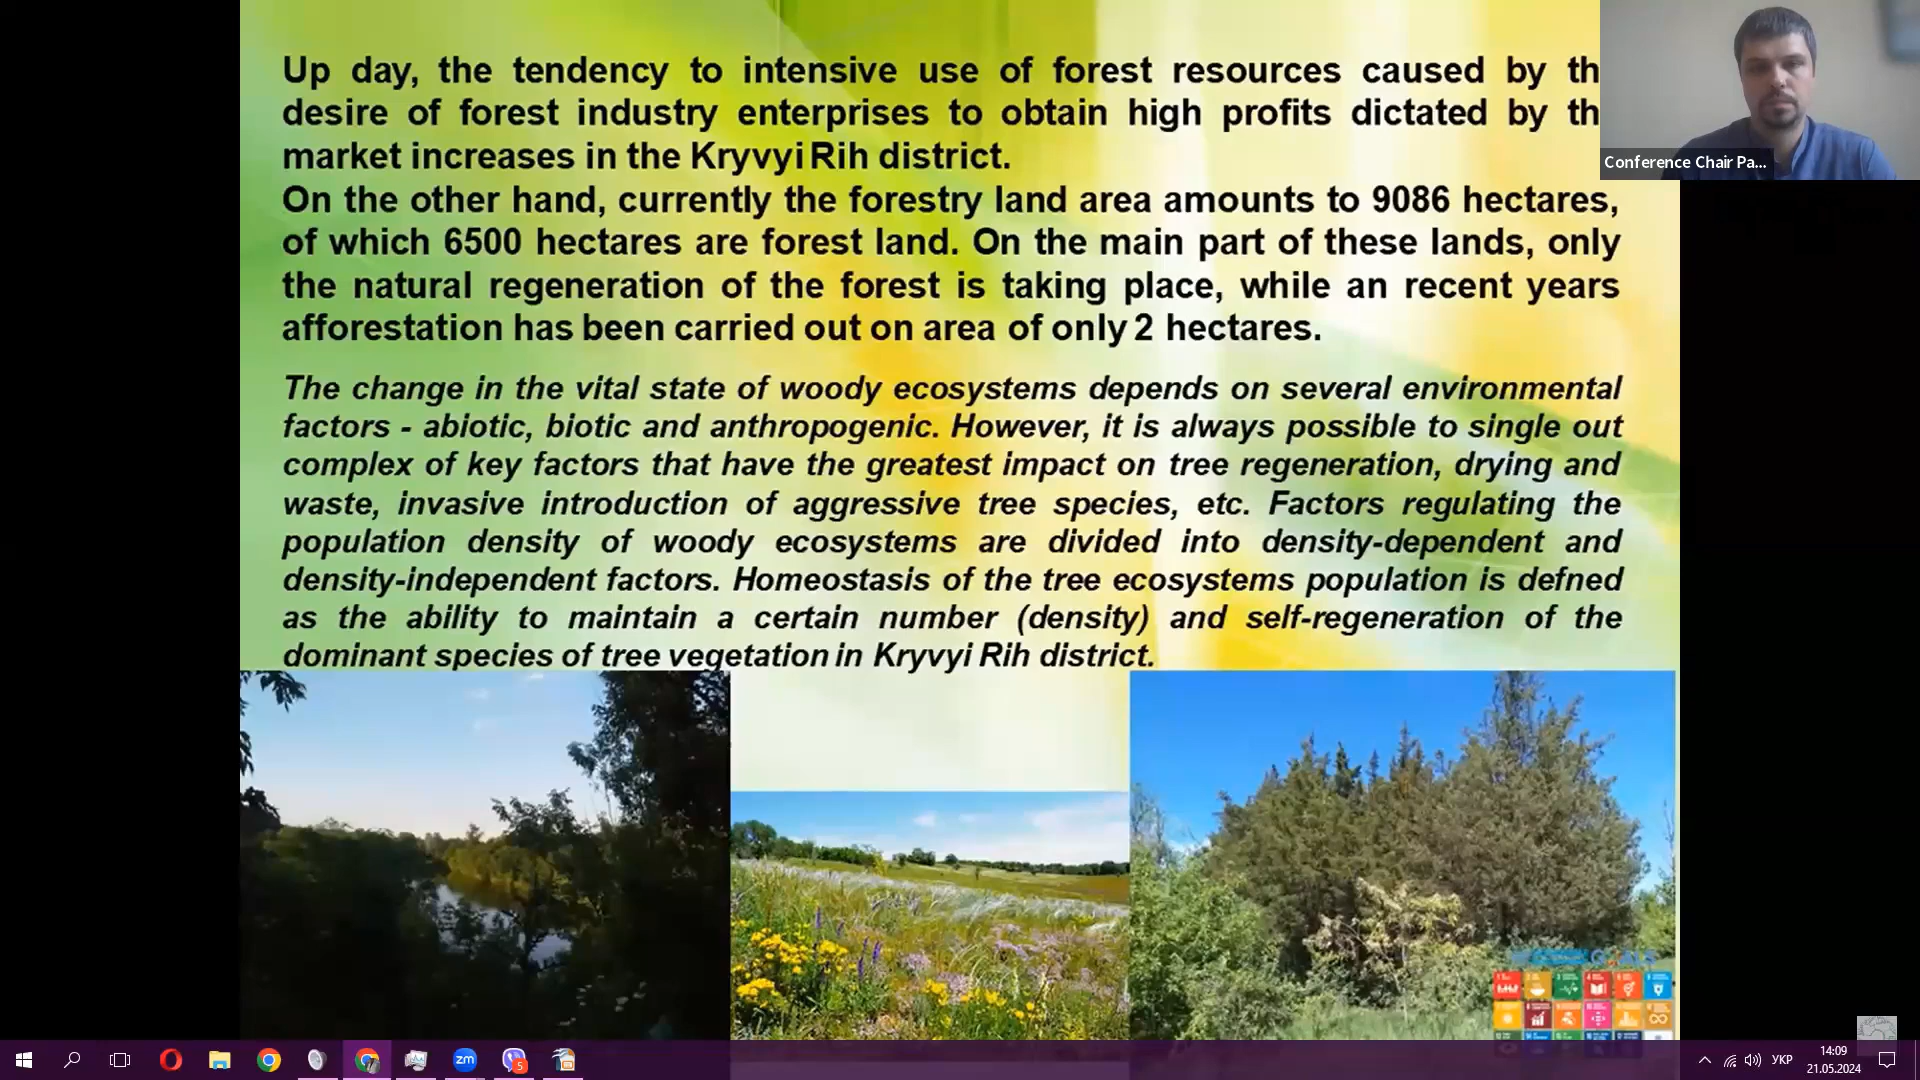 Up day, the tendency to intensive use of forest resources caused by th
desire of forest industry enterprises to obtain high profits dictated by th
market increases in the Kryvyi Rih district.
On the other hand, currently the forestry land area amounts to 9086 hectares,
of which 6500 hectares are forest land. On the main part of these lands, only
the natural regeneration of the forest is taking place, while an recent years
afforestation has been carried out on area of only 2 hectares.
The change in the vital state of woody ecosystems depends on several environmental
factors - abiotic, biotic and anthropogenic. However, it is always possible to single out
complex of key factors that have the greatest impact on tree regeneration, drying and
waste, invasive introduction of aggressive tree species, etc. Factors regulating the
population density of woody ecosystems are divided into density-dependent and
density-independent factors. Homeostasis of the tree ecosystems population is defned
as the ability to maintain a certain number (density) and self-regeneration of the
dominant species of tree vegetation in Kryvyi Rih district.
Conference Chair Pa...
GOALS
zm
5
УКР
14:09
21.05.2024